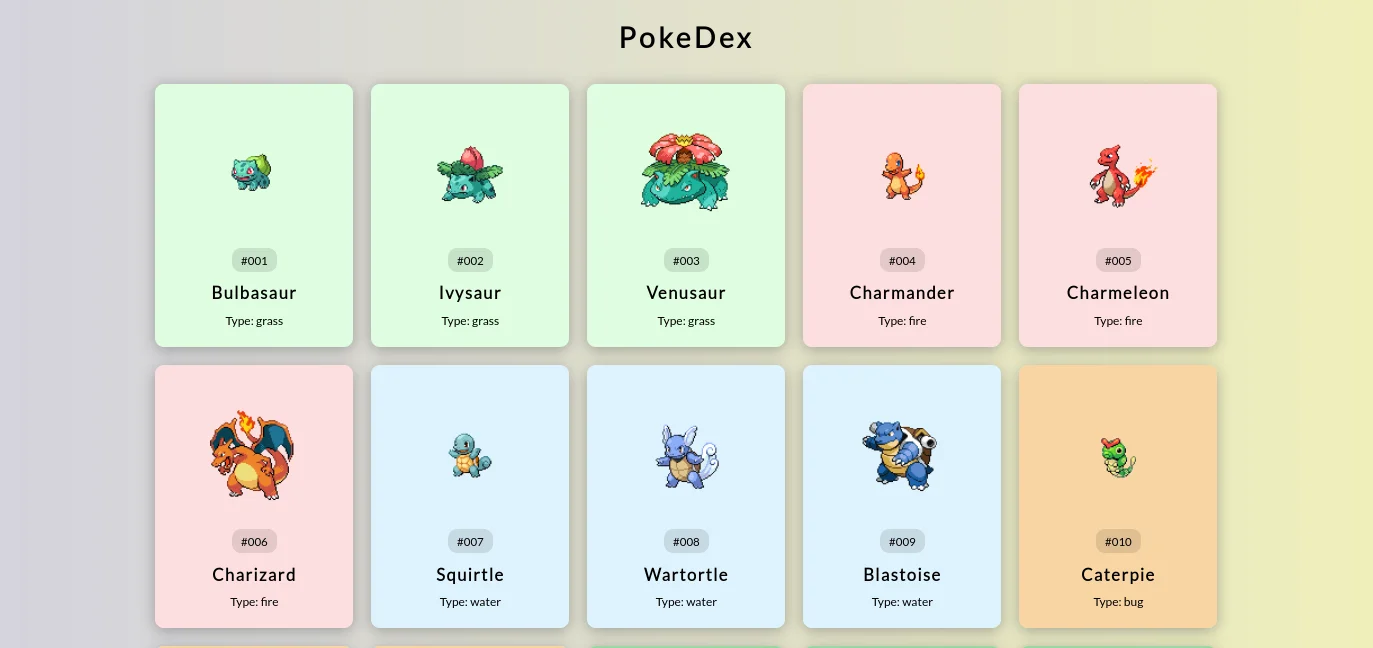 PokeDex
#001
Bulbasaur
Type: grass
#002
Ivysaur
Type: grass
#003
Venusaur
Type: grass
#004
Charmander
Type: fire
#005
Charmeleon
Type: fire
#006
Charizard
Type: fire
#007
Squirtle
Type: water
#008
Wartortle
Type: water
#009
Blastoise
Type: water
#010
Caterpie
Type: bug